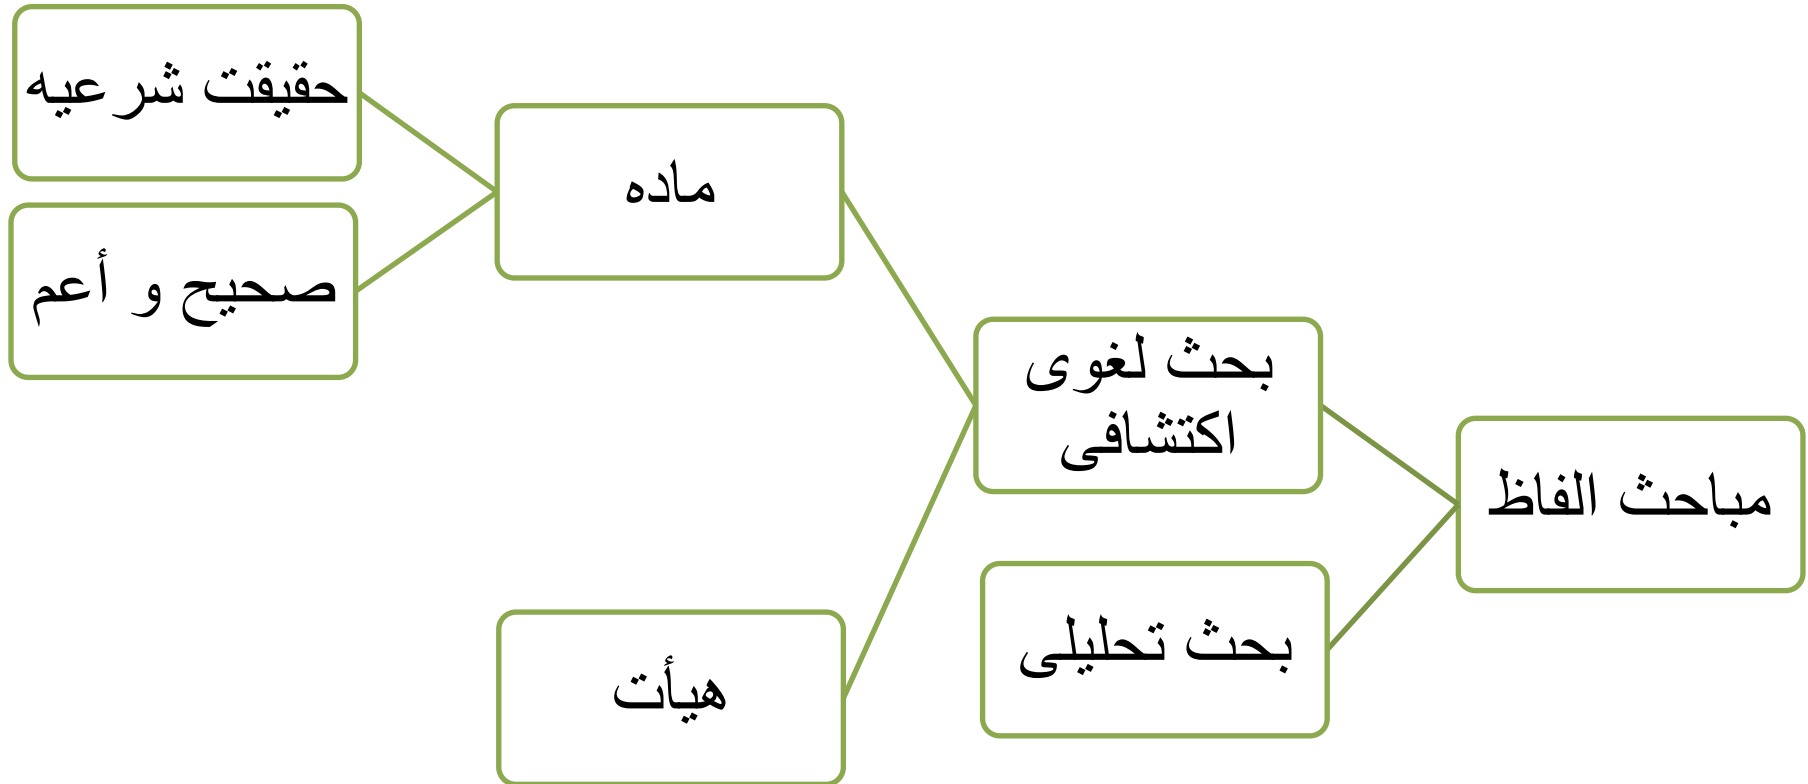 مباحث الفاظ
بحث لغوی
اکتشافی
بحث تحلیلی
ماده
هیأت
حقیقت شرعیه
صحیح و أعم